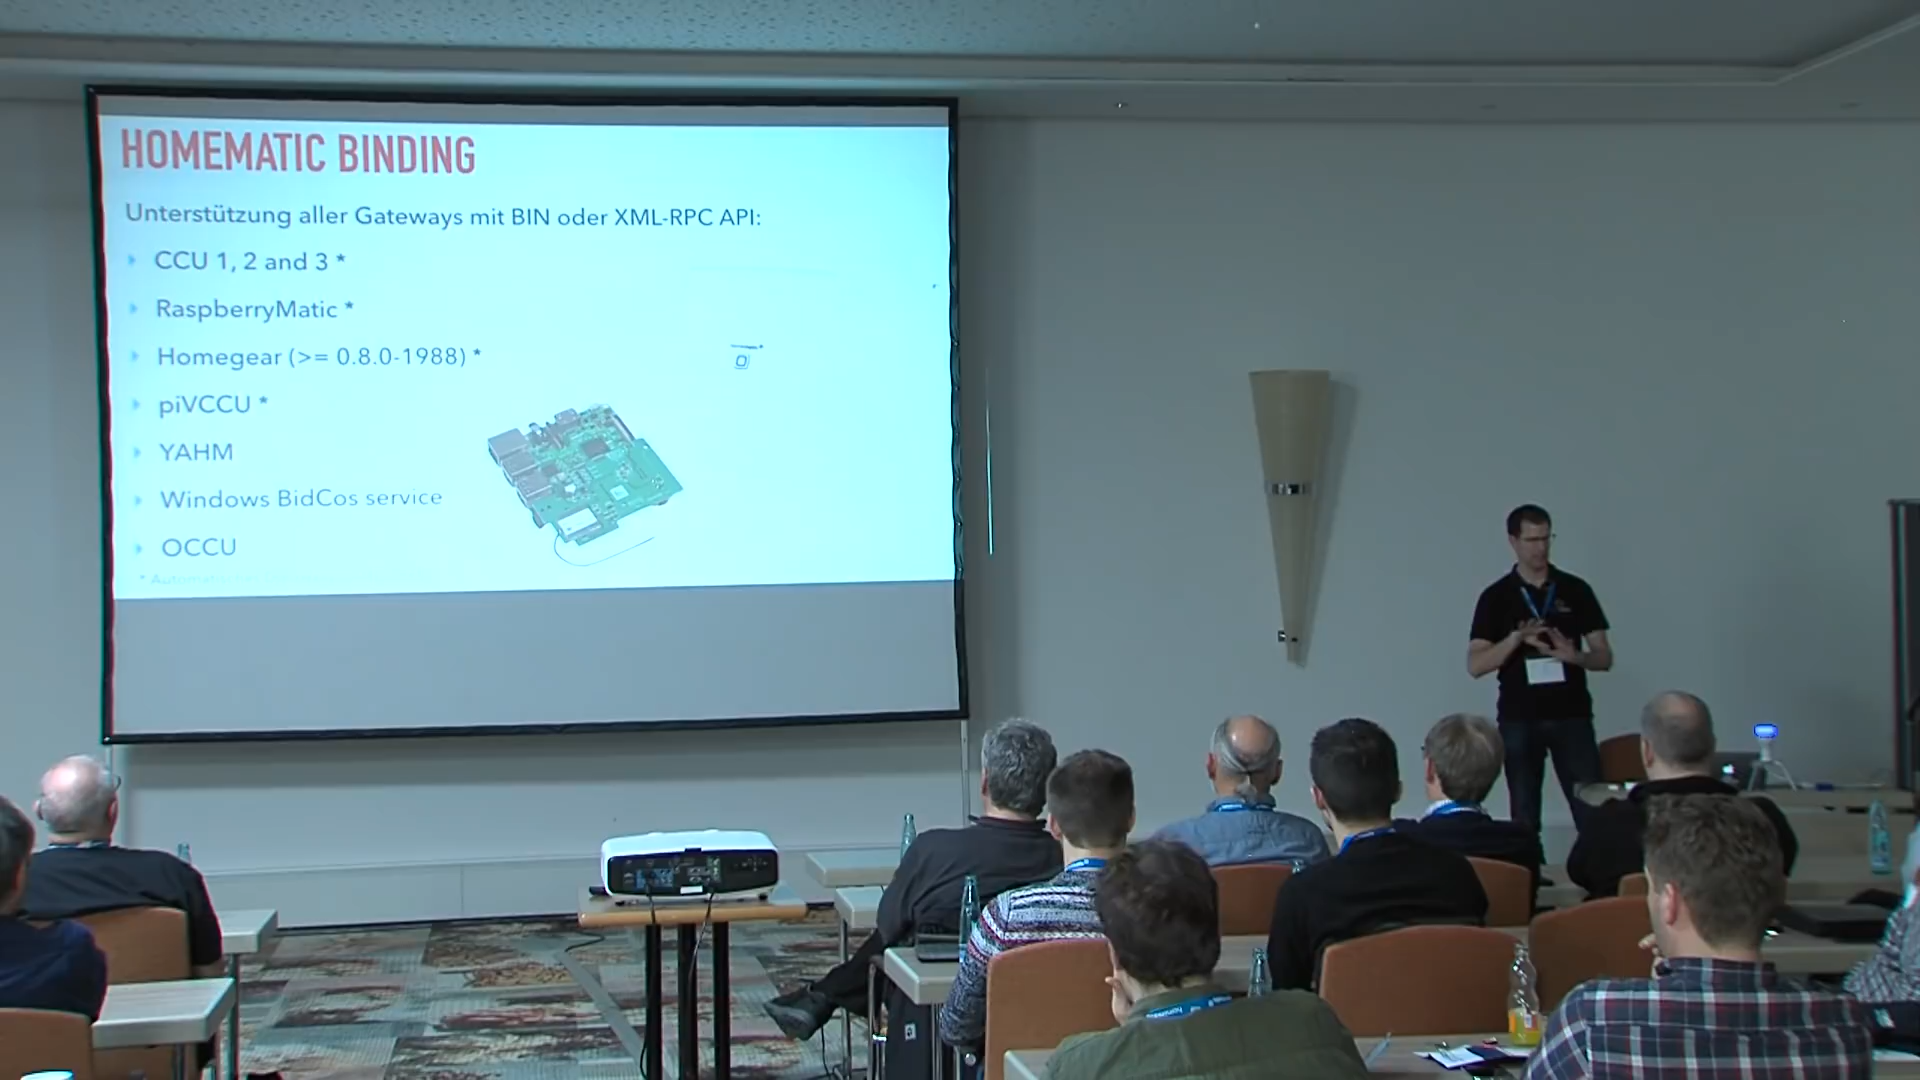 HOMEMATIC BINDING
Unterstützung aller Gateways mit BIN oder XML-RPC API:
CCU 1, 2 and 3 *
RaspberryMatic *
Homegear (>= 0.8.0-1988) *
piVCCU *
YAHM
Windows BidCos service
OCCU